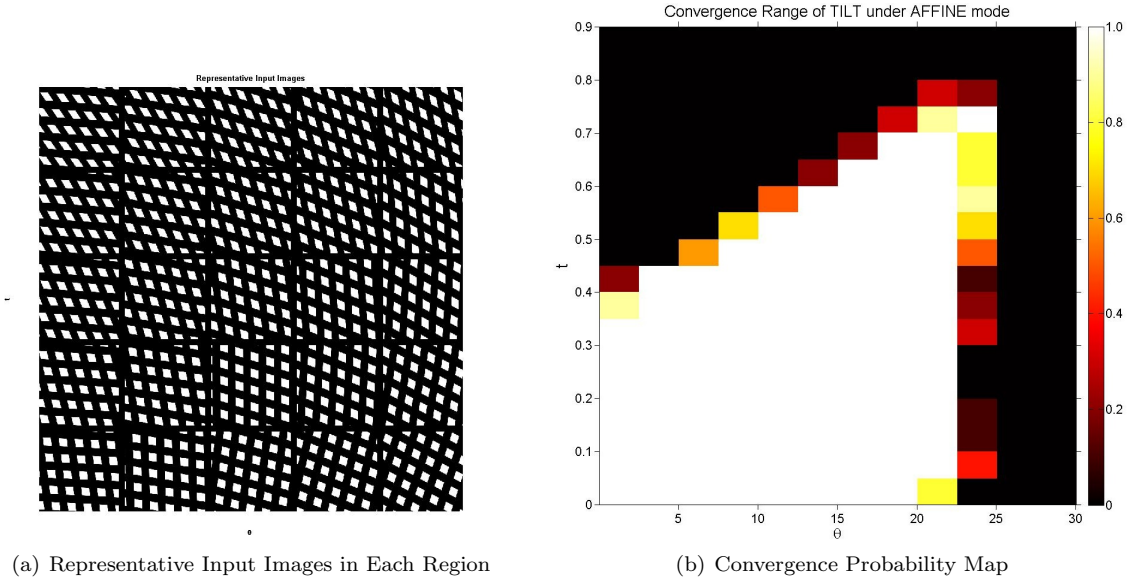 Representative Input Images
t
θ
(a) Representative Input Images in Each Region
Convergence Range of TILT under AFFINE mode
0.9
0.8
0.7
0.6
0.5
0.4
0.3
0.2
0.1
0
t
5
10
15
20
25
30
Θ
1.0
0.8
0.6
0.4
0.2
0
(b) Convergence Probability Map